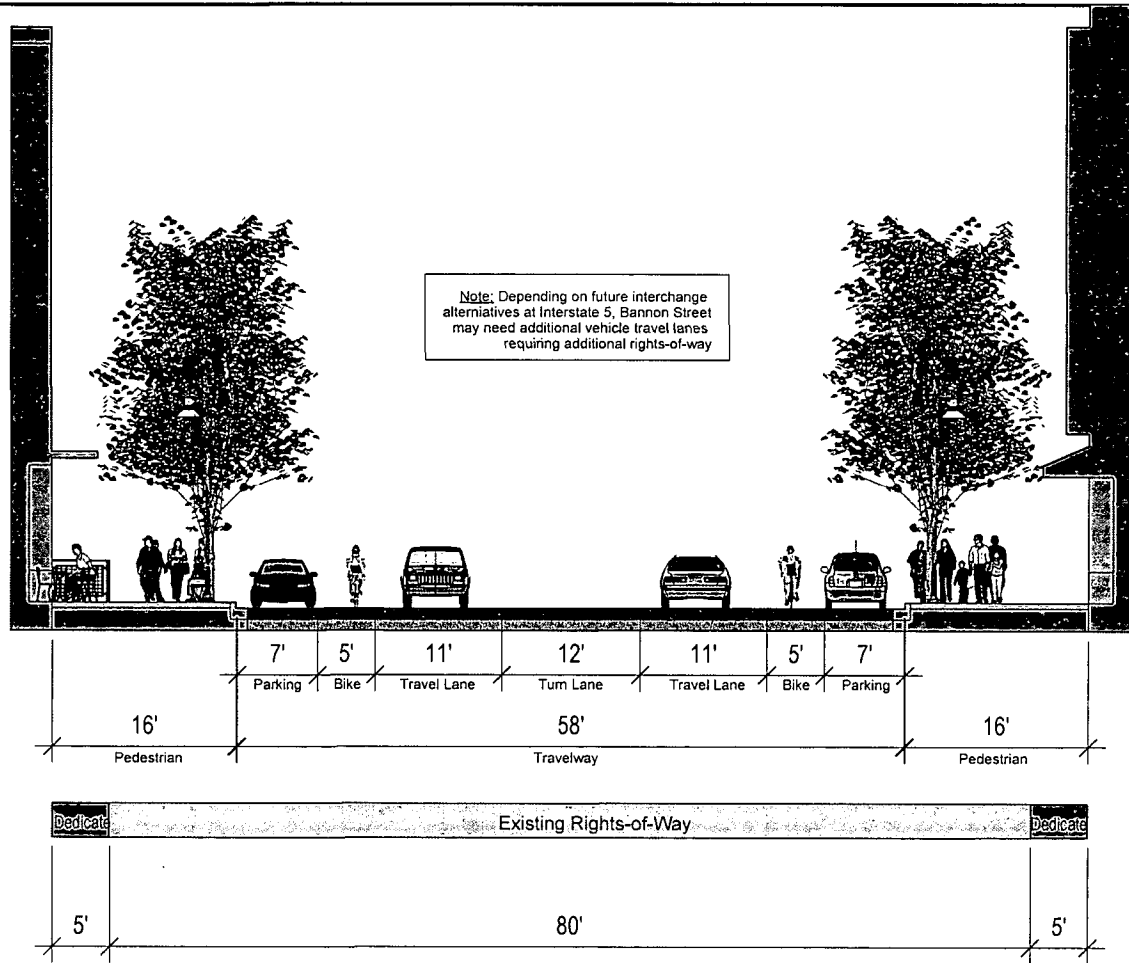 Note: Depending on future interchange
alterniatives at Interstate 5, Bannon Street
may need additional vehicle travel lanes
requiring additional rights-of-way
7' 5' 11' 12' 11' 5' 7'
Parking Bike Travel Lane Turn Lane Travel Lane Bike Parking
16' 58' 16'
Pedestrian Travelway Pedestrian
Dedicate Existing Rights-of-Way Dedicate
5' 80' 5'